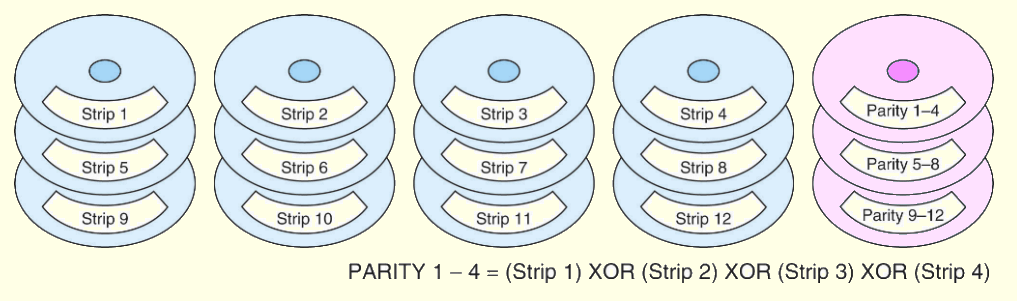 Strip 1 Strip 2 Strip 3 Strip 4 Parity 1–4
Strip 5 Strip 6 Strip 7 Strip 8 Parity 5–8
Strip 9 Strip 10 Strip 11 Strip 12 Parity 9–12
PARITY 1 – 4 = (Strip 1) XOR (Strip 2) XOR (Strip 3) XOR (Strip 4)